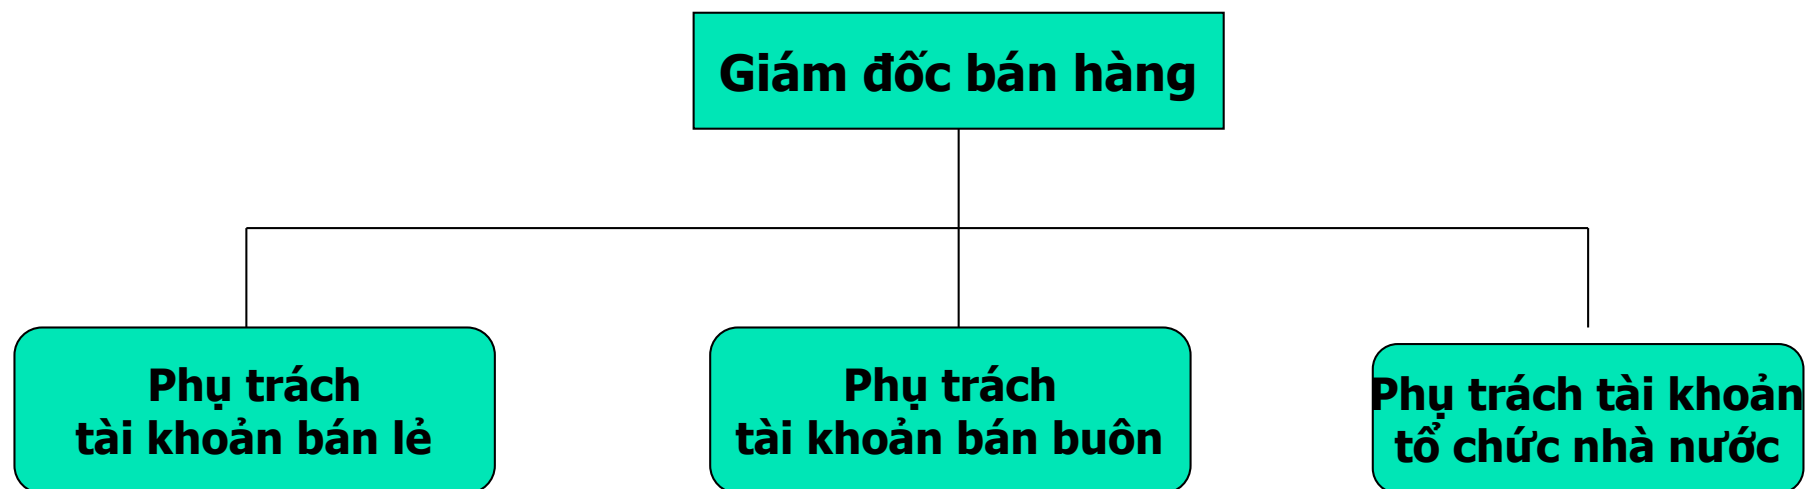 Giám đốc bán hàng
Phụ trách
tài khoản bán lẻ
Phụ trách
tài khoản bán buôn
Phụ trách tài khoản
tổ chức nhà nước